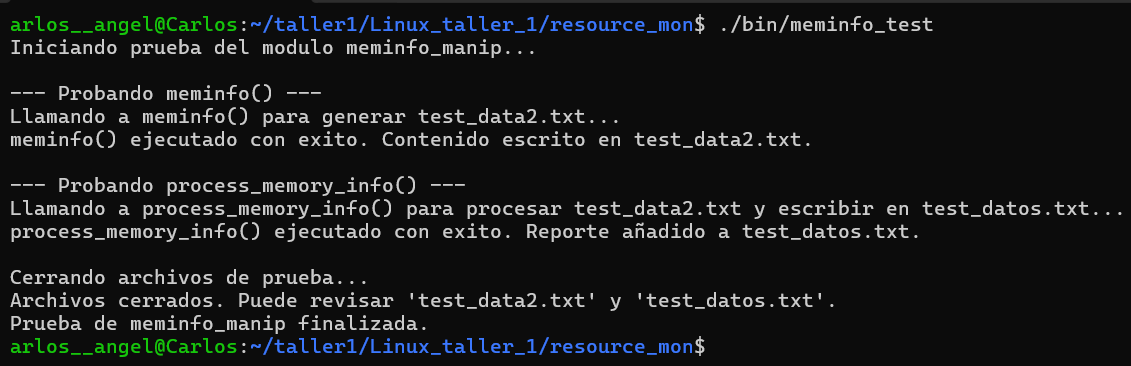 arlos__angel@Carlos:~/taller1/Linux_taller_1/resource_mon$ ./bin/meminfo_test
Iniciando prueba del modulo meminfo_manip...
--- Probando meminfo() ---
Llamando a meminfo() para generar test_data2.txt...
meminfo() ejecutado con exito. Contenido escrito en test_data2.txt.
--- Probando process_memory_info() ---
Llamando a process_memory_info() para procesar test_data2.txt y escribir en test_datos.txt...
process_memory_info() ejecutado con exito. Reporte añadido a test_datos.txt.
Cerrando archivos de prueba...
Archivos cerrados. Puede revisar 'test_data2.txt' y 'test_datos.txt'.
Prueba de meminfo_manip finalizada.
arlos__angel@Carlos:~/taller1/Linux_taller_1/resource_mon$